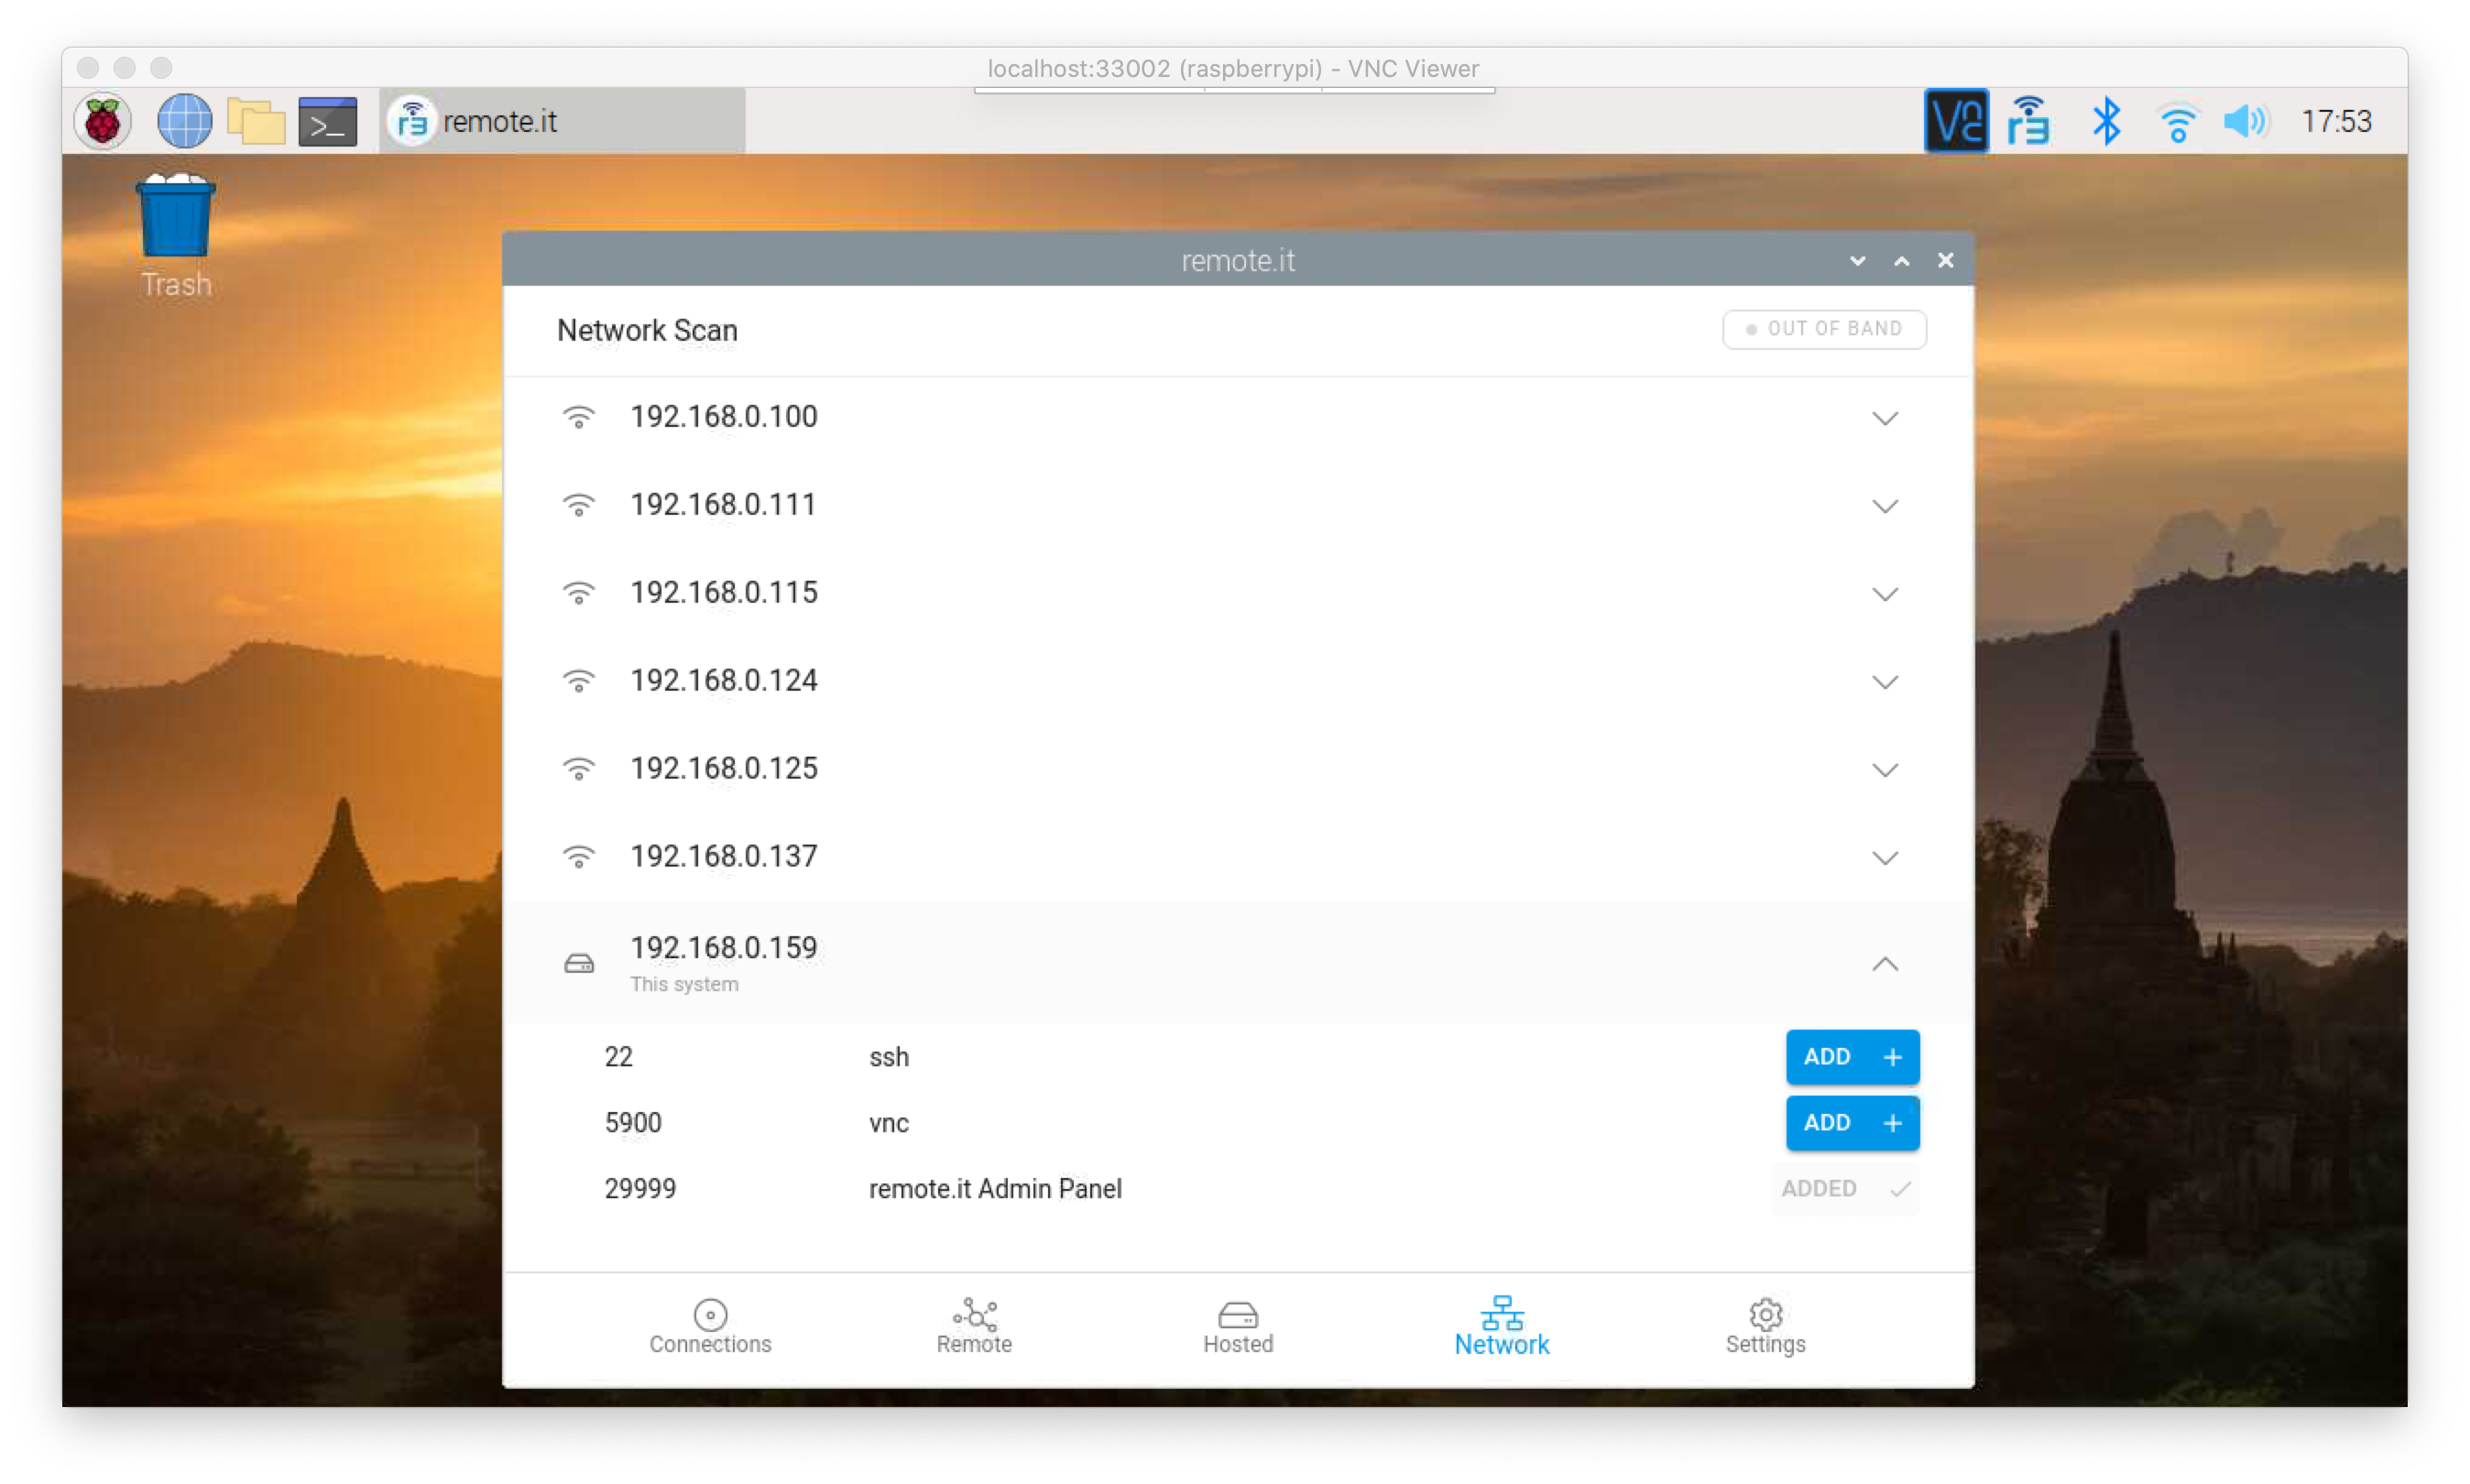 localhost:33002 (raspberrypi) - VNC Viewer
>_ r3 remote.it VNC r3 17:53
Trash
remote.it
Network Scan OUT OF BAND
192.168.0.100
192.168.0.111
192.168.0.115
192.168.0.124
192.168.0.125
192.168.0.137
192.168.0.159
This system
22 ssh ADD +
5900 vnc ADD +
29999 remote.it Admin Panel ADDED
Connections Remote Hosted Network Settings